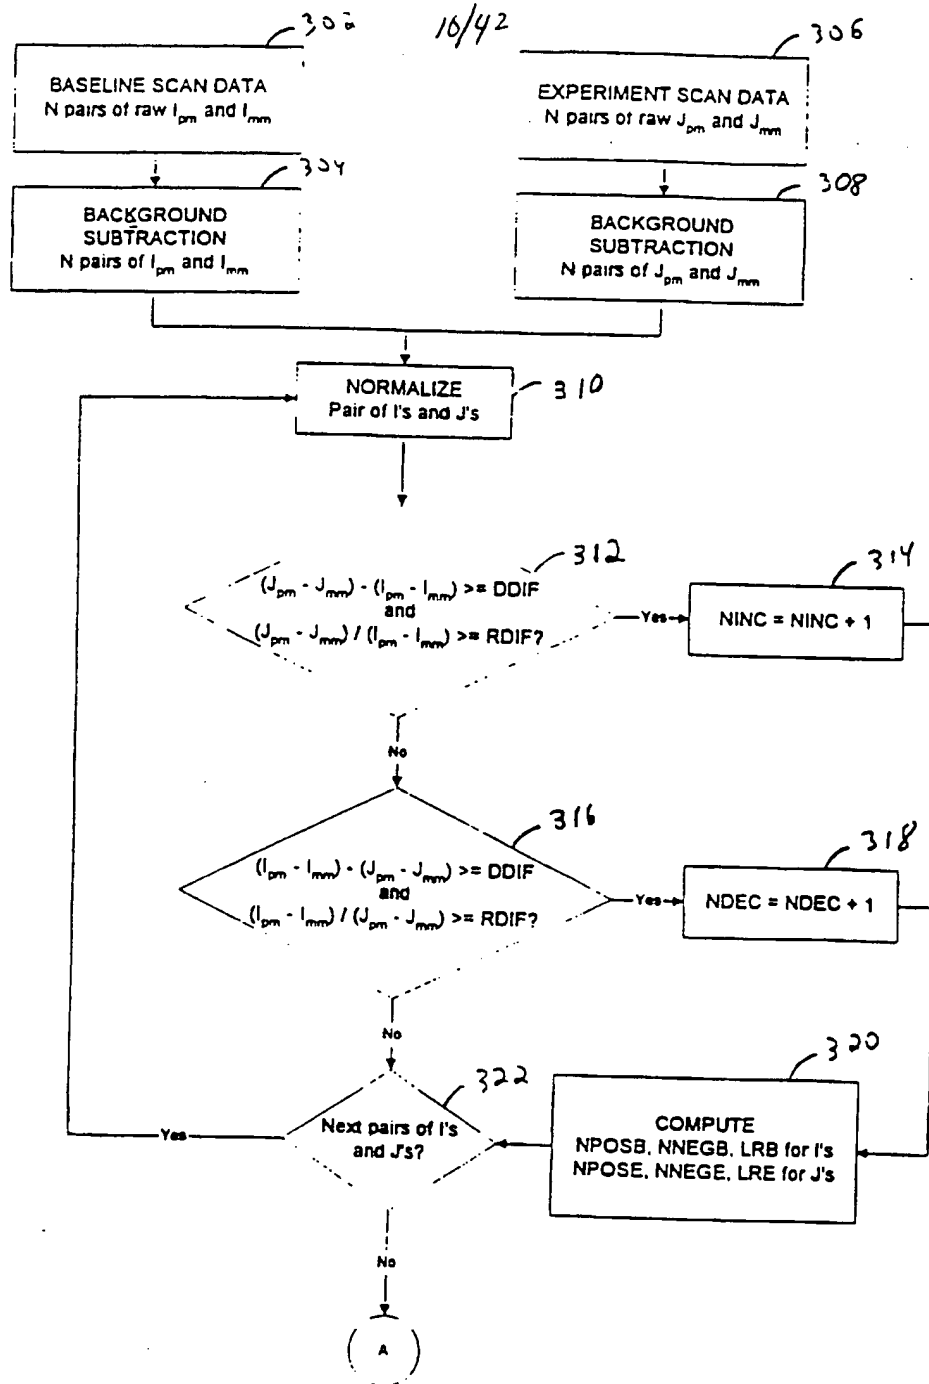 302
10/42
306
BASELINE SCAN DATA
N pairs of raw Ipm and Imm
EXPERIMENT SCAN DATA
N pairs of raw Jpm and Jmm
304
308
BACKGROUND
SUBTRACTION
N pairs of Ipm and Imm
BACKGROUND
SUBTRACTION
N pairs of Jpm and Jmm
NORMALIZE
Pair of I's and J's
310
312
314
(Jpm - Jmm) - (Ipm - Imm) >= DDIF
and
(Jpm - Jmm) / (Ipm - Imm) >= RDIF?
Yes
NINC = NINC + 1
No
316
318
(Ipm - Imm) - (Jpm - Jmm) >= DDIF
and
(Ipm - Imm) / (Jpm - Jmm) >= RDIF?
Yes
NDEC = NDEC + 1
No
322
320
Next pairs of I's
and J's?
Yes
COMPUTE
NPOSB, NNEGB, LRB for I's
NPOSE, NNEGE, LRE for J's
No
A